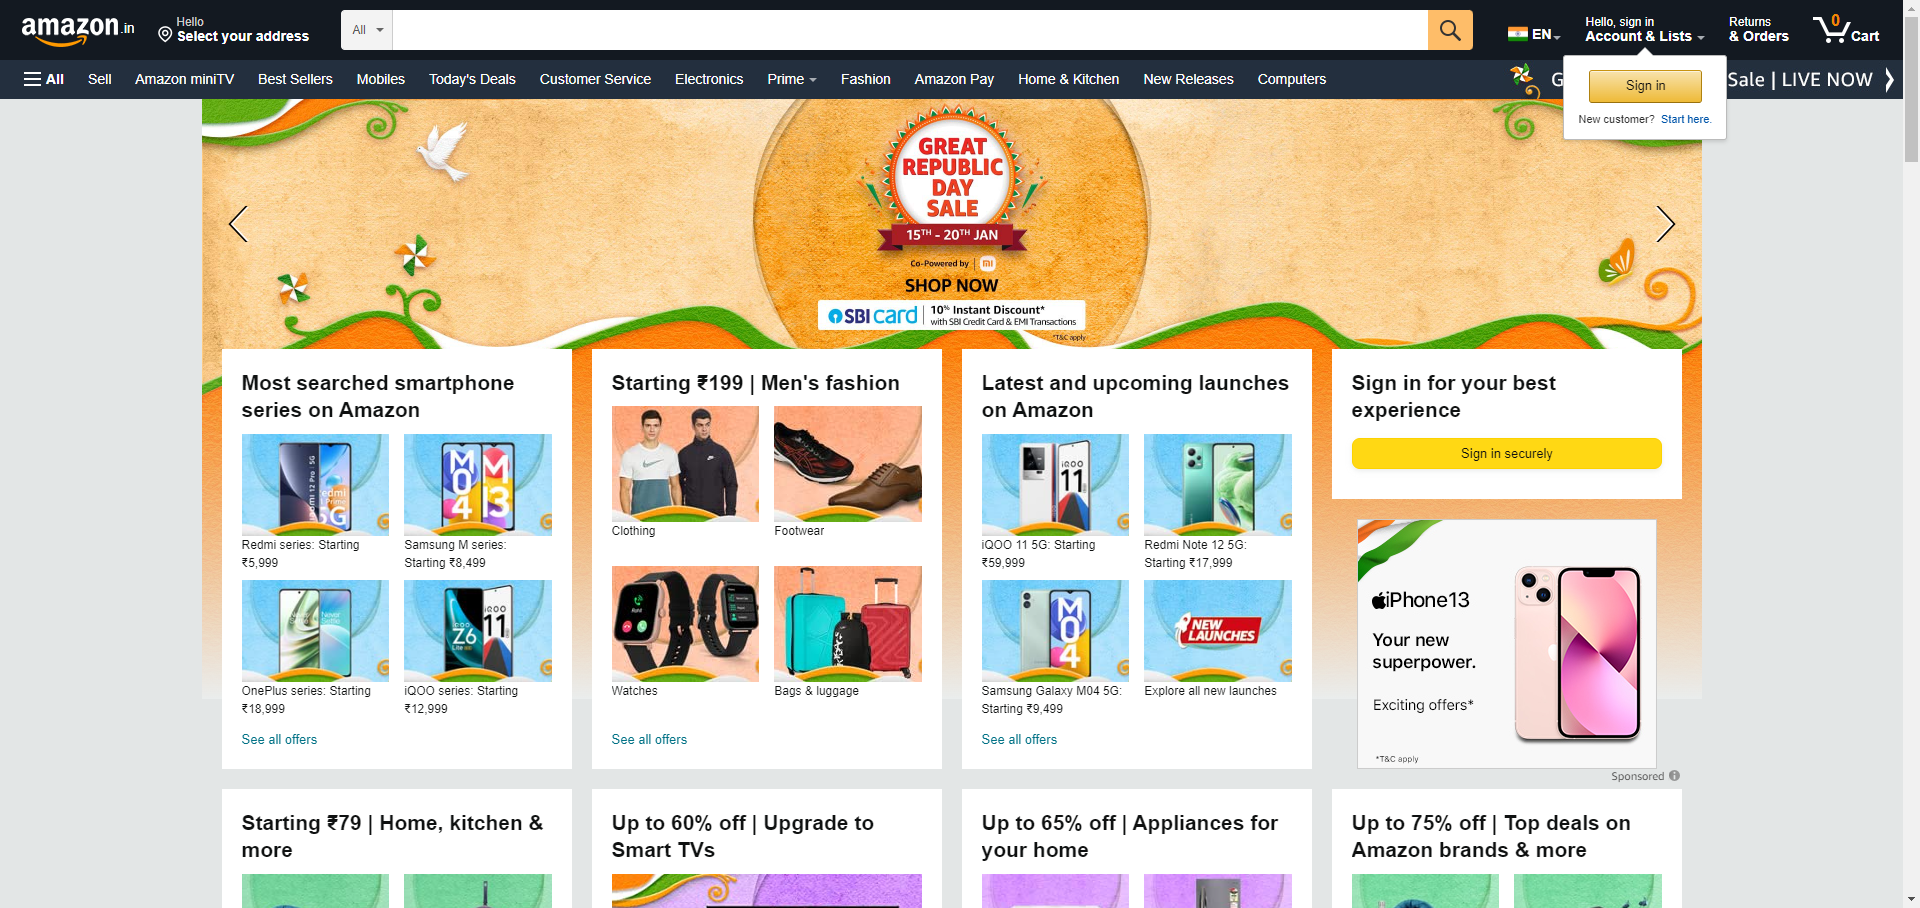 amazon.in
Hello
Select your address
All
EN
Hello, sign in
Account & Lists
Returns
& Orders
0
Cart
All
Sell
Amazon miniTV
Best Sellers
Mobiles
Today's Deals
Customer Service
Electronics
Prime
Fashion
Amazon Pay
Home & Kitchen
New Releases
Computers
G
Sale | LIVE NOW
Sign in
New customer? Start here.
GREAT
REPUBLIC
DAY
SALE
15TH - 20TH JAN
Co-Powered by | mi
SHOP NOW
SBI card
10% Instant Discount*
with SBI Credit Card & EMI Transactions
*T&C apply
Most searched smartphone
series on Amazon
Redmi series: Starting
₹5,999
Samsung M series:
Starting ₹8,499
OnePlus series: Starting
₹18,999
iQOO series: Starting
₹12,999
See all offers
Starting ₹199 | Men's fashion
Clothing
Footwear
Watches
Bags & luggage
See all offers
Latest and upcoming launches
on Amazon
iQOO 11 5G: Starting
₹59,999
Redmi Note 12 5G:
Starting ₹17,999
NEW
LAUNCHES
Samsung Galaxy M04 5G:
Starting ₹9,499
Explore all new launches
See all offers
Sign in for your best
experience
Sign in securely
iPhone13
Your new
superpower.
Exciting offers*
*T&C apply
Sponsored
Starting ₹79 | Home, kitchen &
more
Up to 60% off | Upgrade to
Smart TVs
Up to 65% off | Appliances for
your home
Up to 75% off | Top deals on
Amazon brands & more